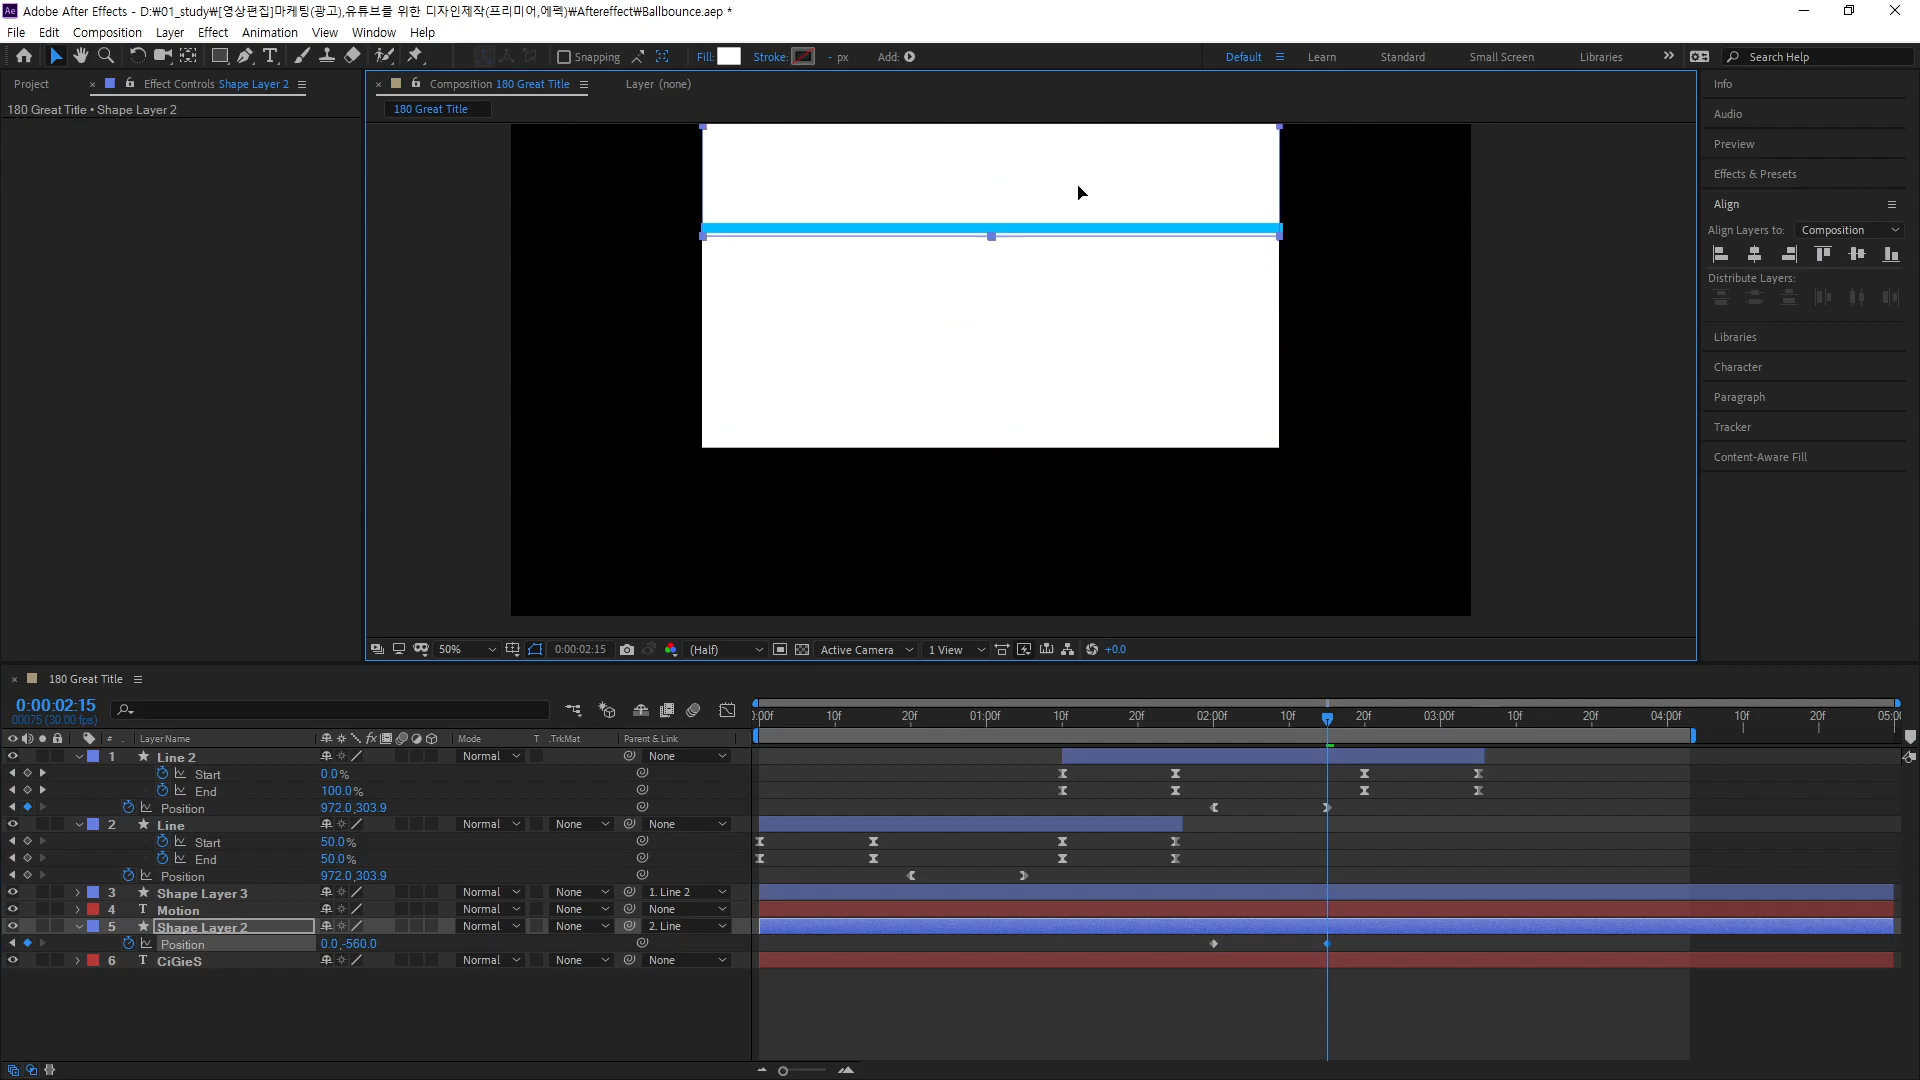 Adobe After Effects - D:₩01_study₩[영상편집]마케팅(광고),유튜브를 위한 디자인제작(프리미어,에펙)₩Aftereffect₩Ballbounce.aep *
File Edit Composition Layer Effect Animation View Window Help
Snapping Fill: Stroke: - px Add: Default Learn Standard Small Screen Libraries Search Help
Project Effect Controls Shape Layer 2 Composition 180 Great Title Layer (none) Info
180 Great Title • Shape Layer 2 180 Great Title
Audio
Preview
Effects & Presets
Align
Align Layers to: Composition
Distribute Layers:
Libraries
Character
Paragraph
Tracker
Content-Aware Fill
50% 0:00:02:15 (Half) Active Camera 1 View +0.0
180 Great Title
0:00:02:15
00075 (30.00 fps)
:00f 10f 20f 01:00f 10f 20f 02:00f 10f 20f 03:00f 10f 20f 04:00f 10f 20f 05:00
# Layer Name fx Mode T .TrkMat Parent & Link
1 Line 2 Normal None
Start 0.0%
End 100.0%
Position 972.0,303.9
2 Line Normal None None
Start 50.0%
End 50.0%
Position 972.0,303.9
3 Shape Layer 3 Normal None 1. Line 2
4 T Motion Normal None None
5 Shape Layer 2 Normal None 2. Line
Position 0.0,-560.0
6 T CiGieS Normal None None